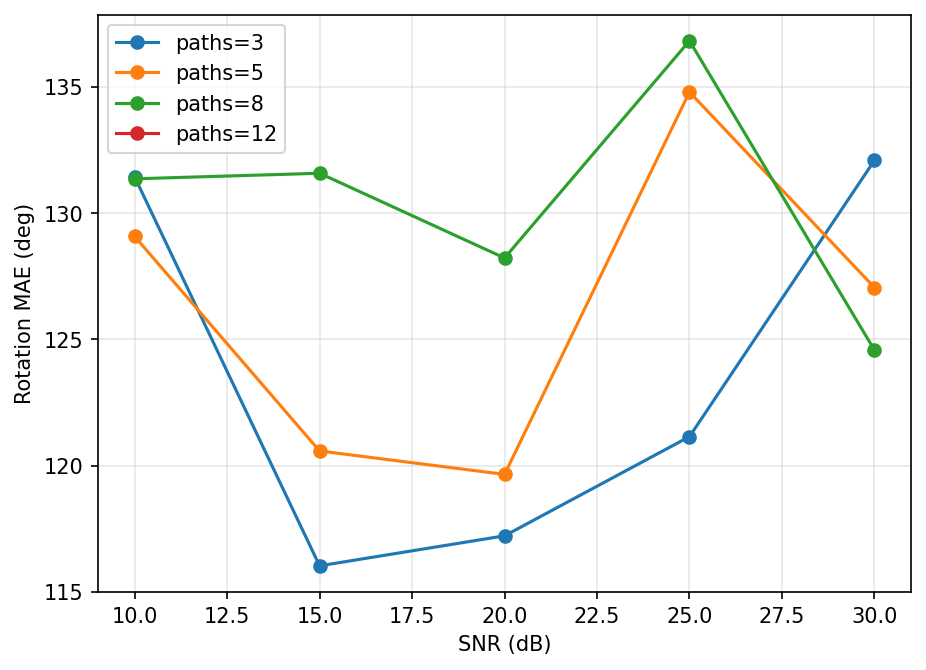 paths=3
paths=5
paths=8
paths=12
Rotation MAE (deg)
135
130
125
120
115
10.0 12.5 15.0 17.5 20.0 22.5 25.0 27.5 30.0
SNR (dB)